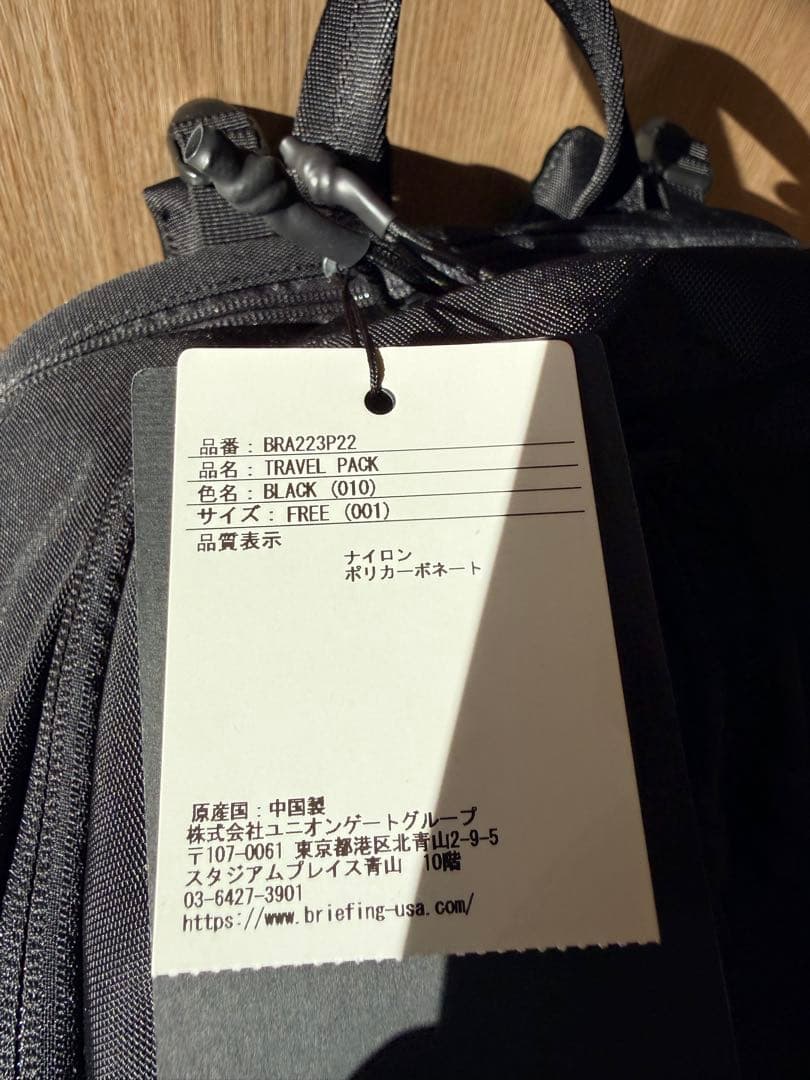 品番：BRA223P22
品名：TRAVEL PACK
色名：BLACK (010)
サイズ：FREE (001)
品質表示
ナイロン
ポリカーボネート
原産国：中国製
株式会社ユニオンゲートグループ
〒107-0061 東京都港区北青山2-9-5
スタジアムプレイス青山　10階
03-6427-3901
https://www.briefing-usa.com/